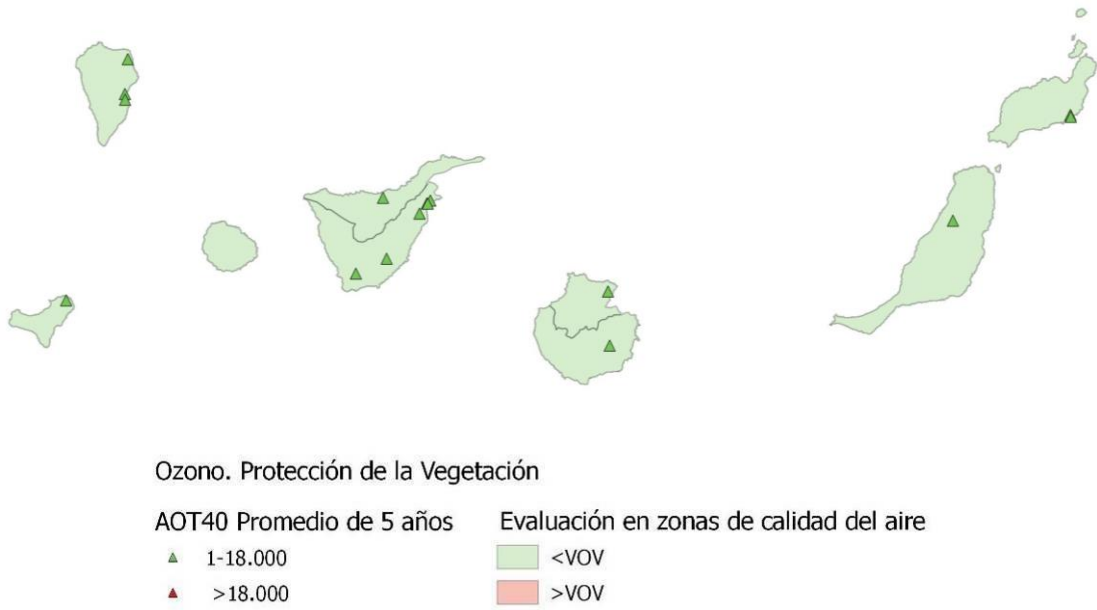 Ozono. Protección de la Vegetación
AOT40 Promedio de 5 años
Evaluación en zonas de calidad del aire
1-18.000
<VOV
>18.000
>VOV